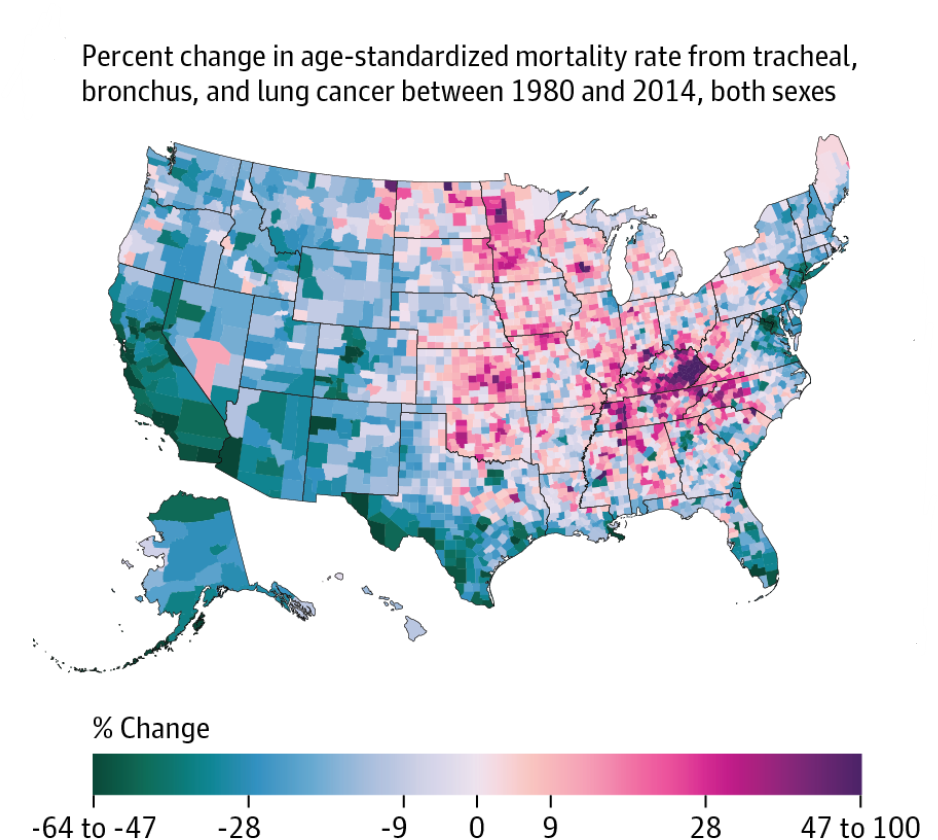 Percent change in age-standardized mortality rate from tracheal,
bronchus, and lung cancer between 1980 and 2014, both sexes
% Change
-64 to -47 -28 -9 0 9 28 47 to 100